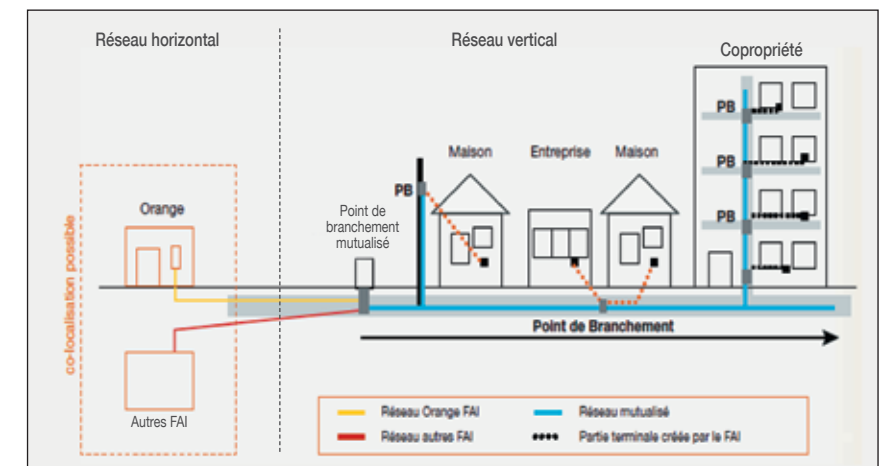 Réseau horizontal
Réseau vertical
Copropriété
PB
Maison
Entreprise
Maison
PB
PB
Orange
Point de
branchement
mutualisé
PB
co-localisation possible
Point de Branchement
Autres FAI
Réseau Orange FAI
Réseau mutualisé
Réseau autres FAI
Partie terminale créée par le FAI